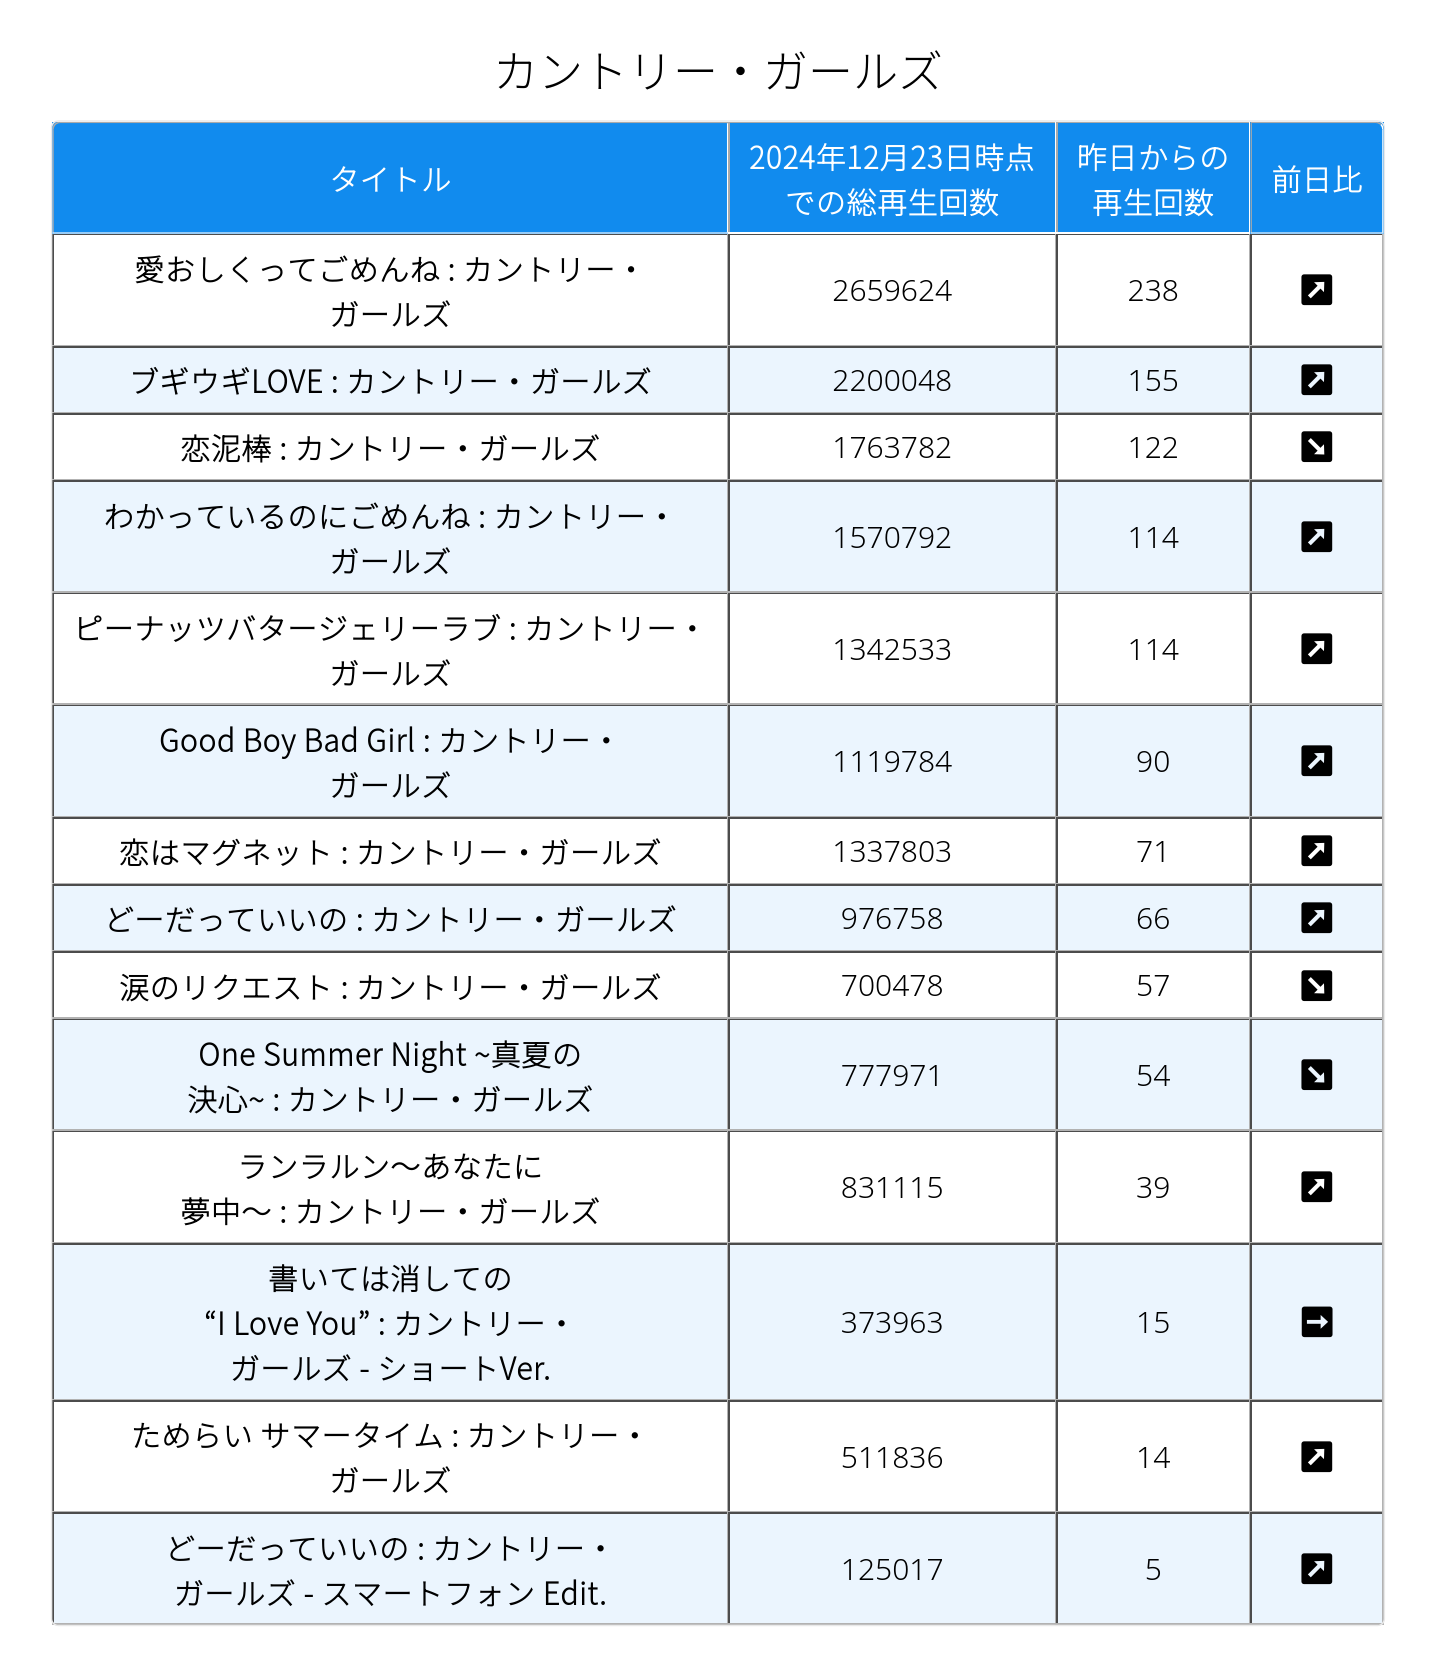 カントリー・ガールズ
タイトル
2024年12月23日時点
での総再生回数
昨日からの
再生回数
前日比
愛おしくってごめんね : カントリー・
ガールズ
2659624
238
ブギウギLOVE : カントリー・ガールズ
2200048
155
恋泥棒 : カントリー・ガールズ
1763782
122
わかっているのにごめんね : カントリー・
ガールズ
1570792
114
ピーナッツバタージェリーラブ : カントリー・
ガールズ
1342533
114
Good Boy Bad Girl : カントリー・
ガールズ
1119784
90
恋はマグネット : カントリー・ガールズ
1337803
71
どーだっていいの : カントリー・ガールズ
976758
66
涙のリクエスト : カントリー・ガールズ
700478
57
One Summer Night ~真夏の
決心~ : カントリー・ガールズ
777971
54
ランラルン〜あなたに
夢中〜 : カントリー・ガールズ
831115
39
書いては消しての
“I Love You” : カントリー・
ガールズ - ショートVer.
373963
15
ためらい サマータイム : カントリー・
ガールズ
511836
14
どーだっていいの : カントリー・
ガールズ - スマートフォン Edit.
125017
5